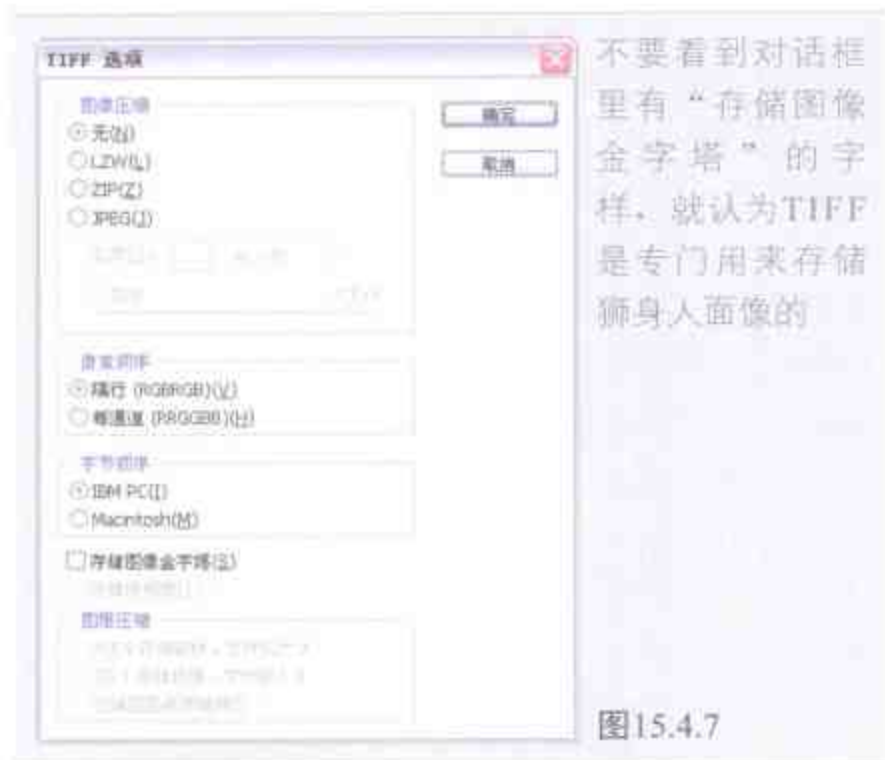 TIFF 选项
图像压缩
无(N)
LZW(L)
ZIP(Z)
JPEG(J)
确定
取消
像素顺序
隔行 (RGBRGB)(V)
每通道 (RRGGBB)(H)
字节顺序
IBM PC(I)
Macintosh(M)
存储图像金字塔(S)
图层压缩
不要看到对话框
里有“存储图像
金字塔”的字
样，就认为TIFF
是专门用来存储
狮身人面像的
图15.4.7